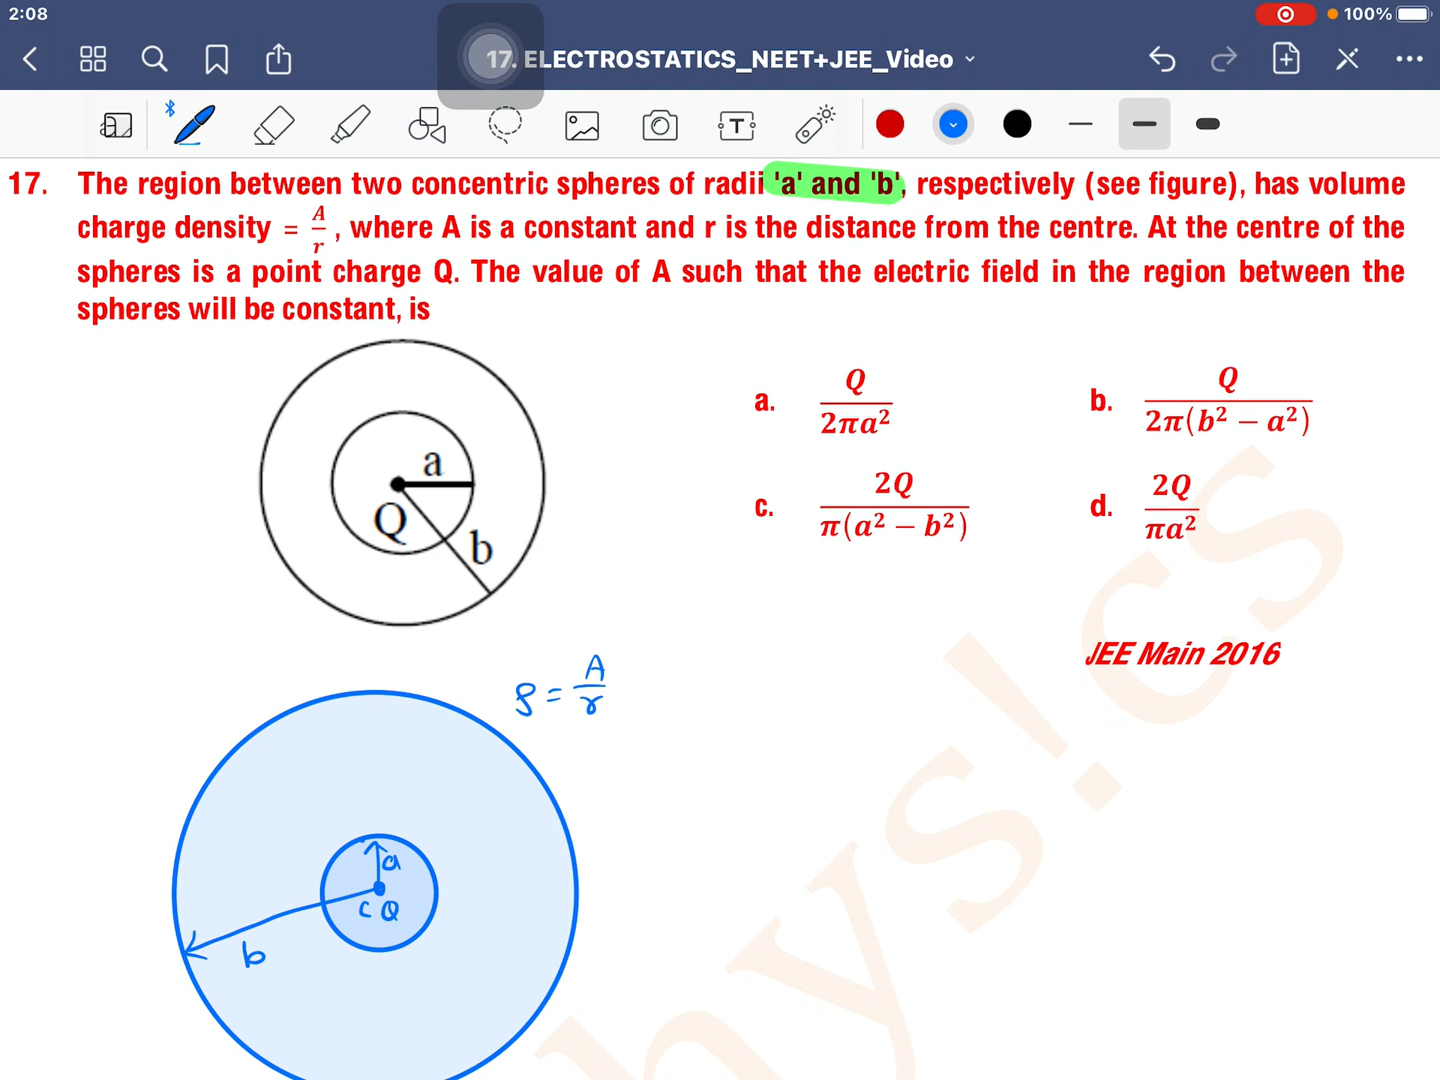 2:08
100%
17. ELECTROSTATICS_NEET+JEE_Video
17. The region between two concentric spheres of radii 'a' and 'b', respectively (see figure), has volume
charge density = A/r , where A is a constant and r is the distance from the centre. At the centre of the
spheres is a point charge Q. The value of A such that the electric field in the region between the
spheres will be constant, is
a
Q
b
a. Q/2πa²
b. Q/2π(b² − a²)
c. 2Q/π(a² − b²)
d. 2Q/πa²
JEE Main 2016
ρ = A/r
a
C Q
b
hys!cs